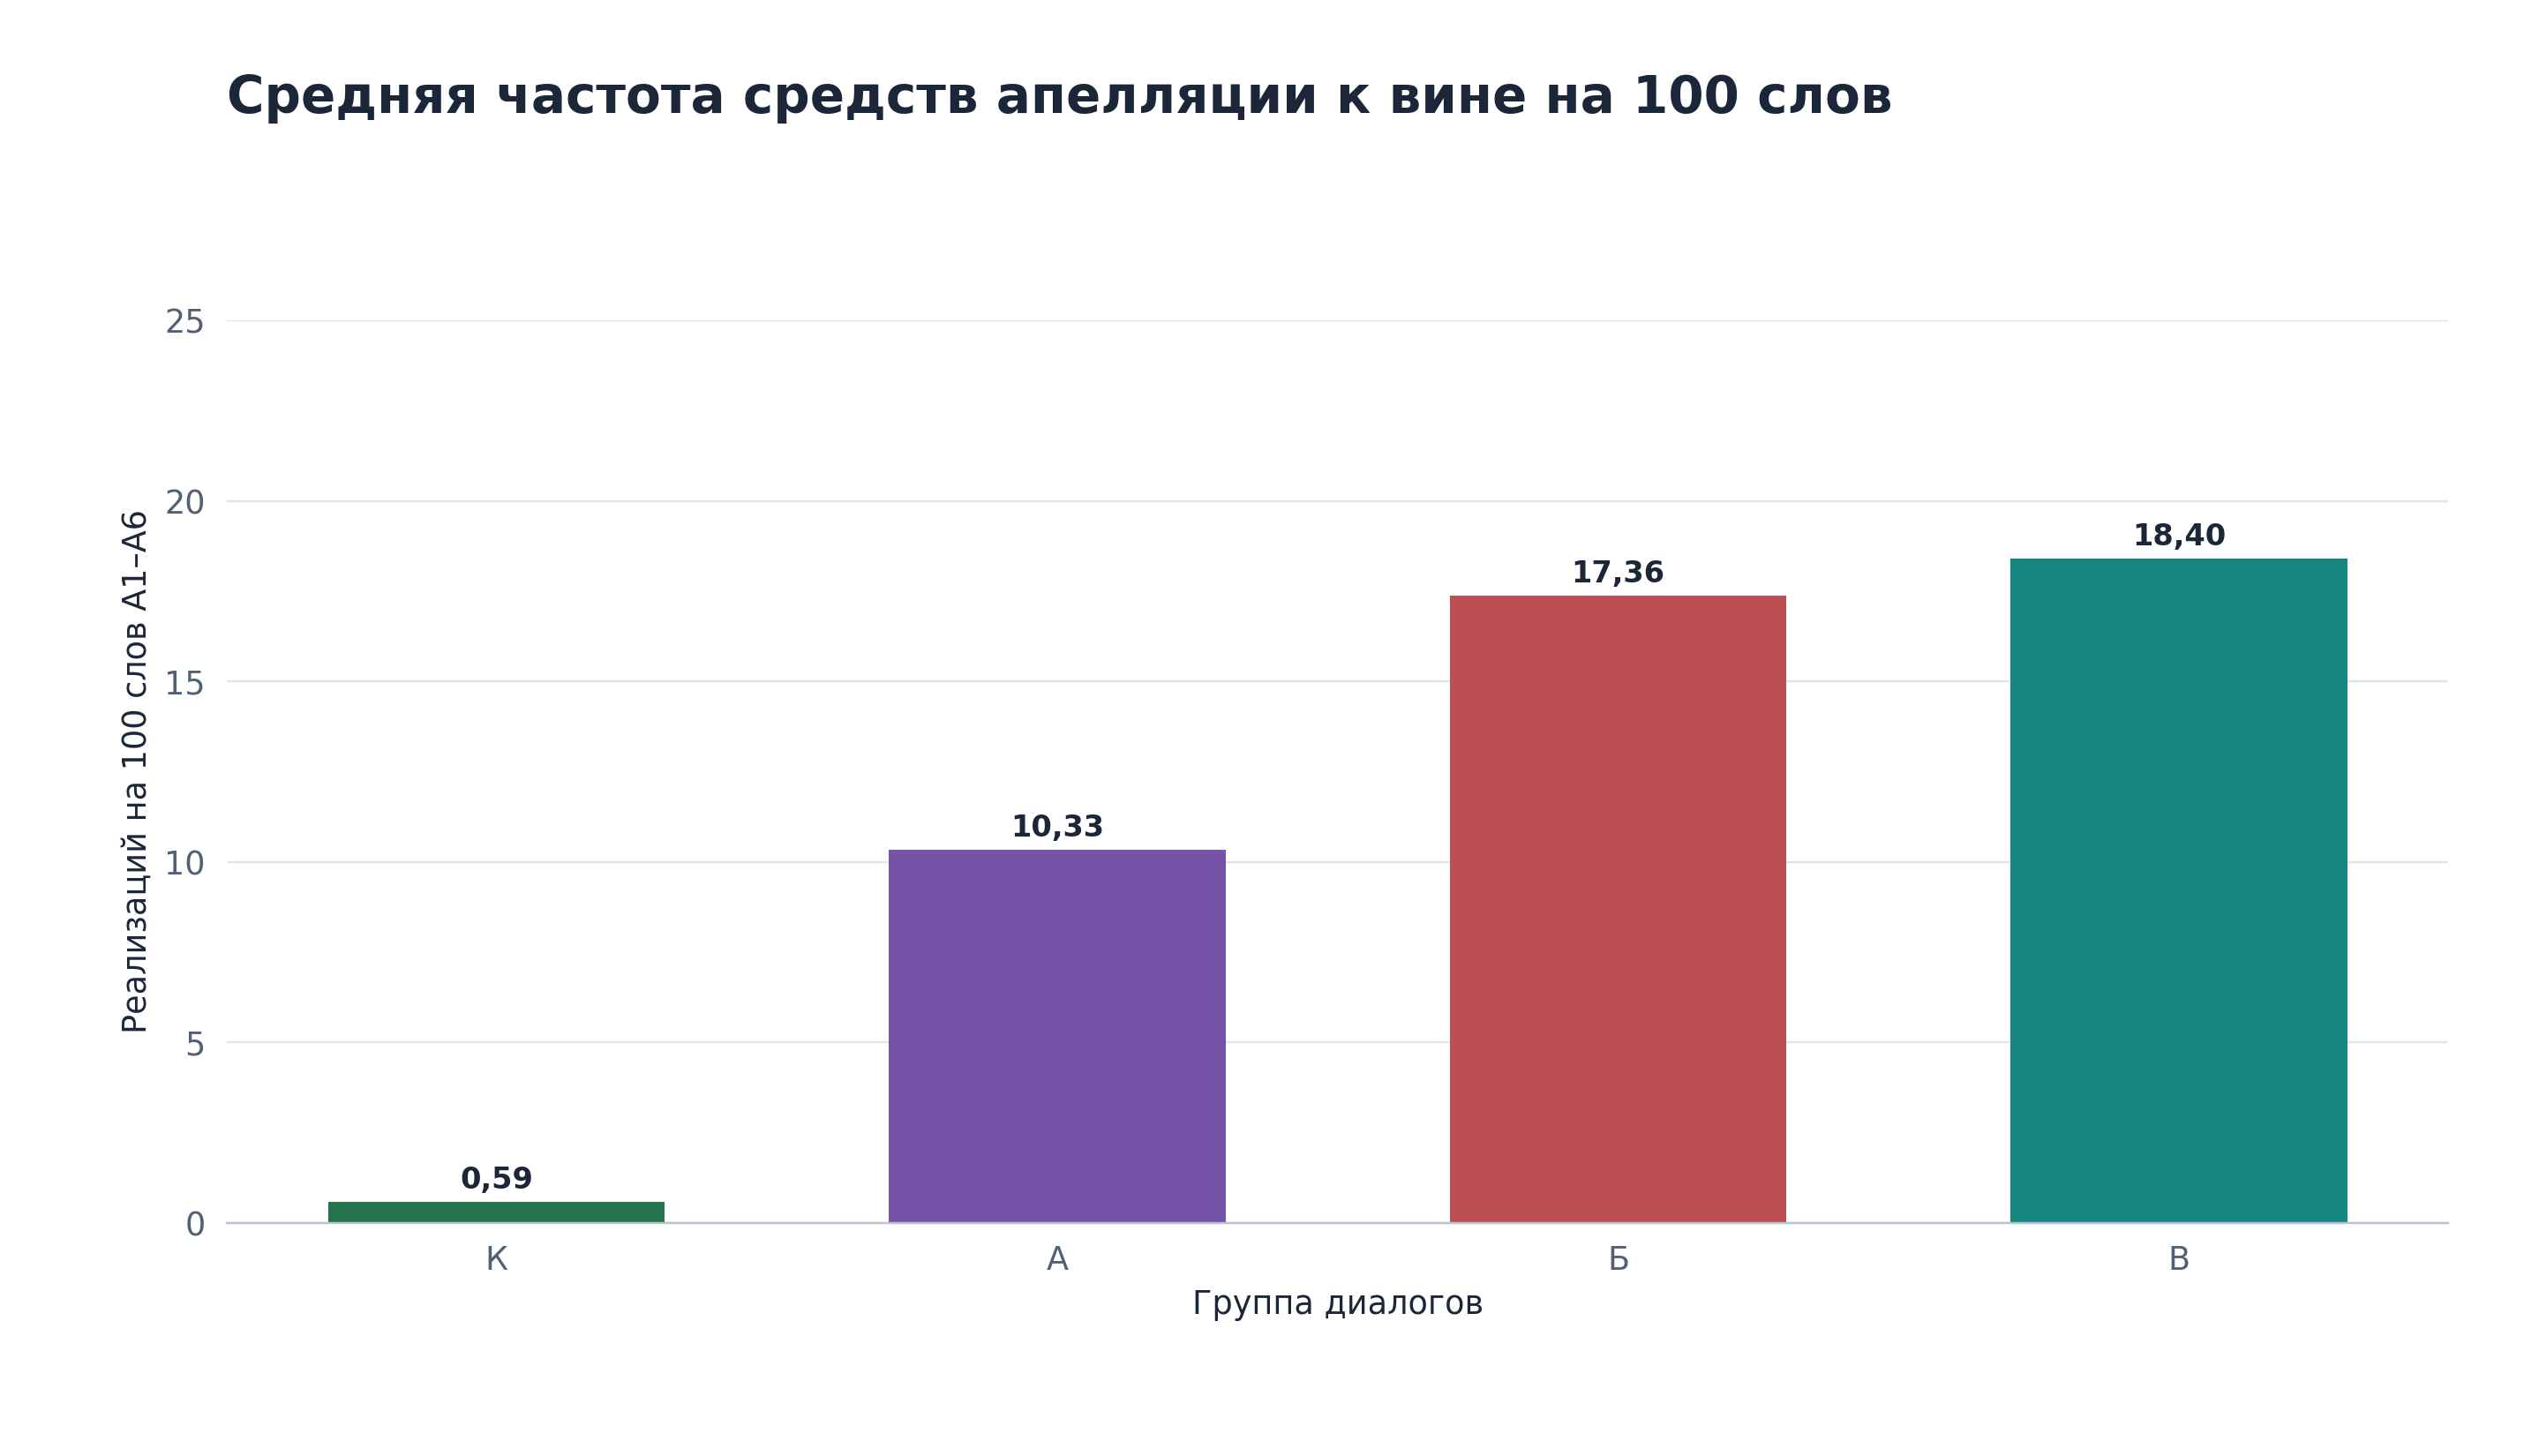 Средняя частота средств апелляции к вине на 100 слов
Реализаций на 100 слов А1–А6
25
20
15
10
5
0
0,59
10,33
17,36
18,40
К
А
Б
В
Группа диалогов